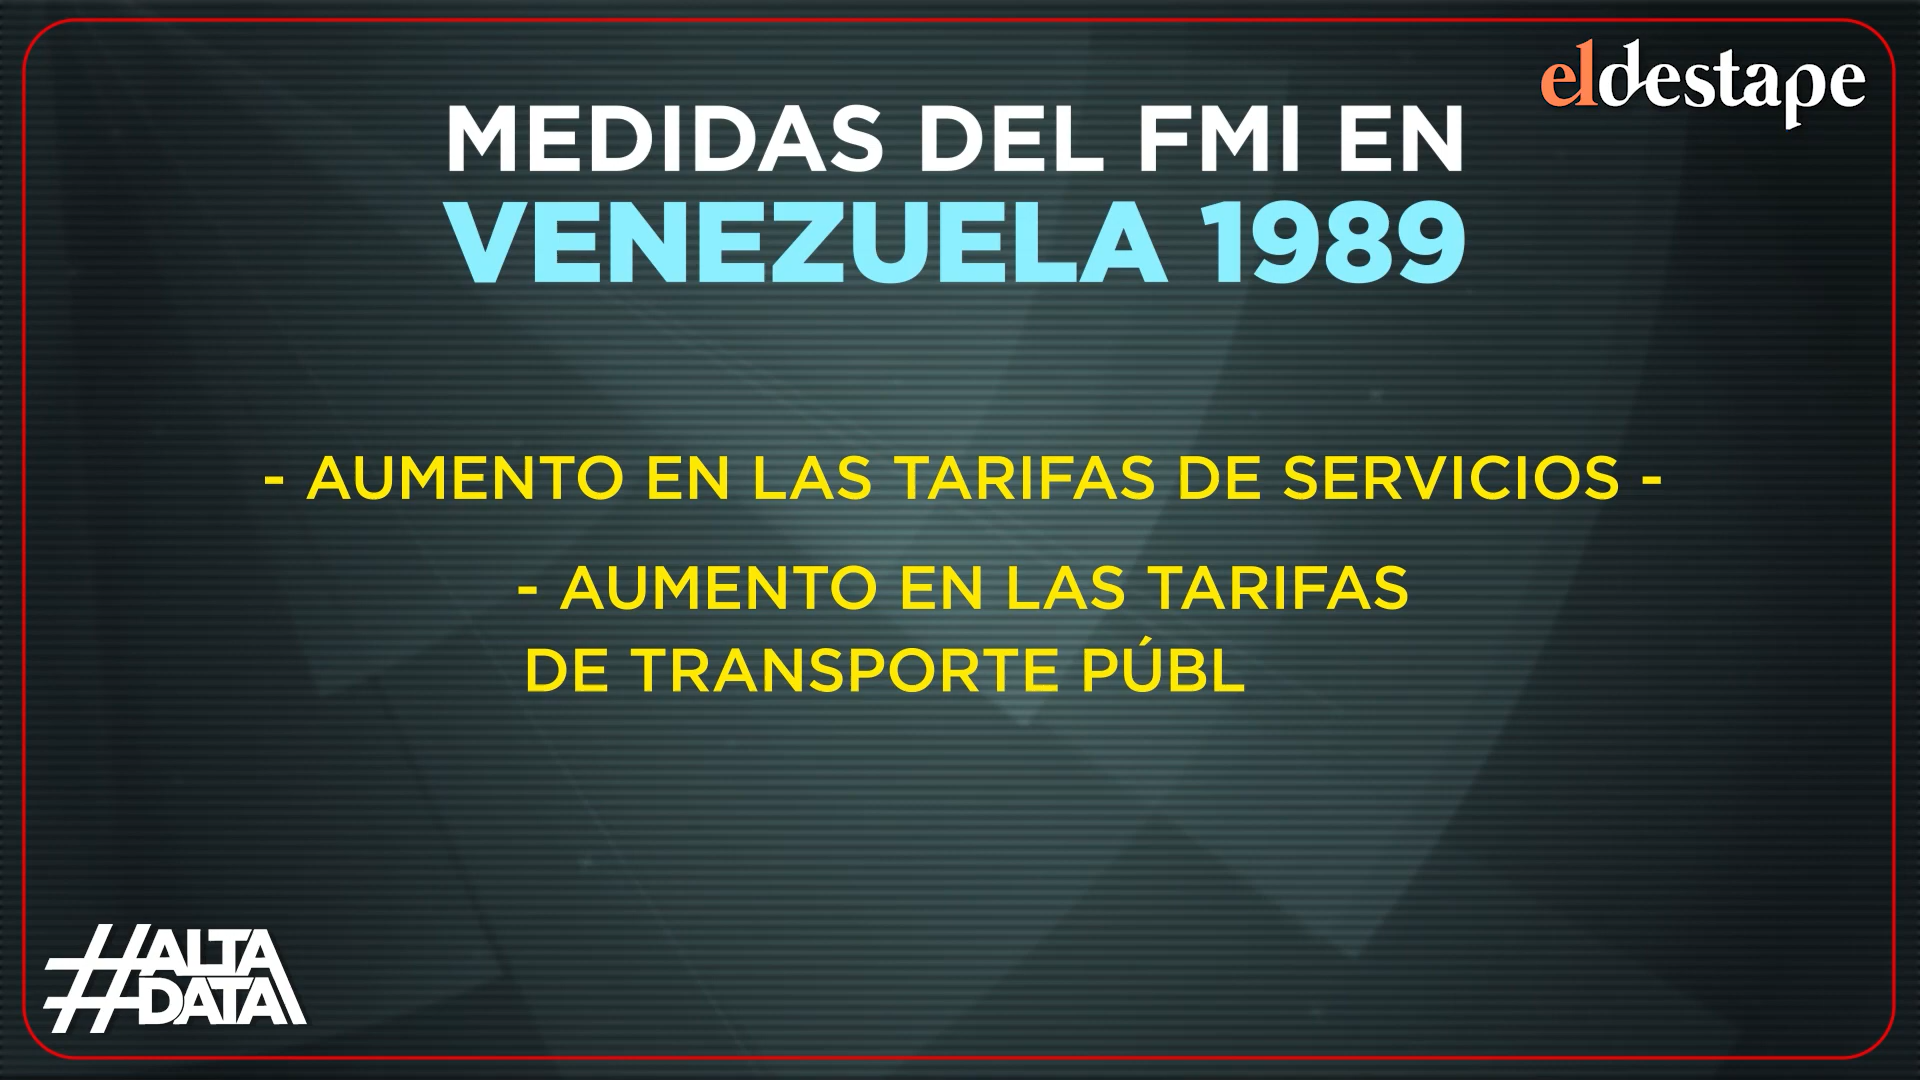 eldestape
MEDIDAS DEL FMI EN
VENEZUELA 1989
- AUMENTO EN LAS TARIFAS DE SERVICIOS -
- AUMENTO EN LAS TARIFAS
DE TRANSPORTE PÚBL
#ALTA
DATA